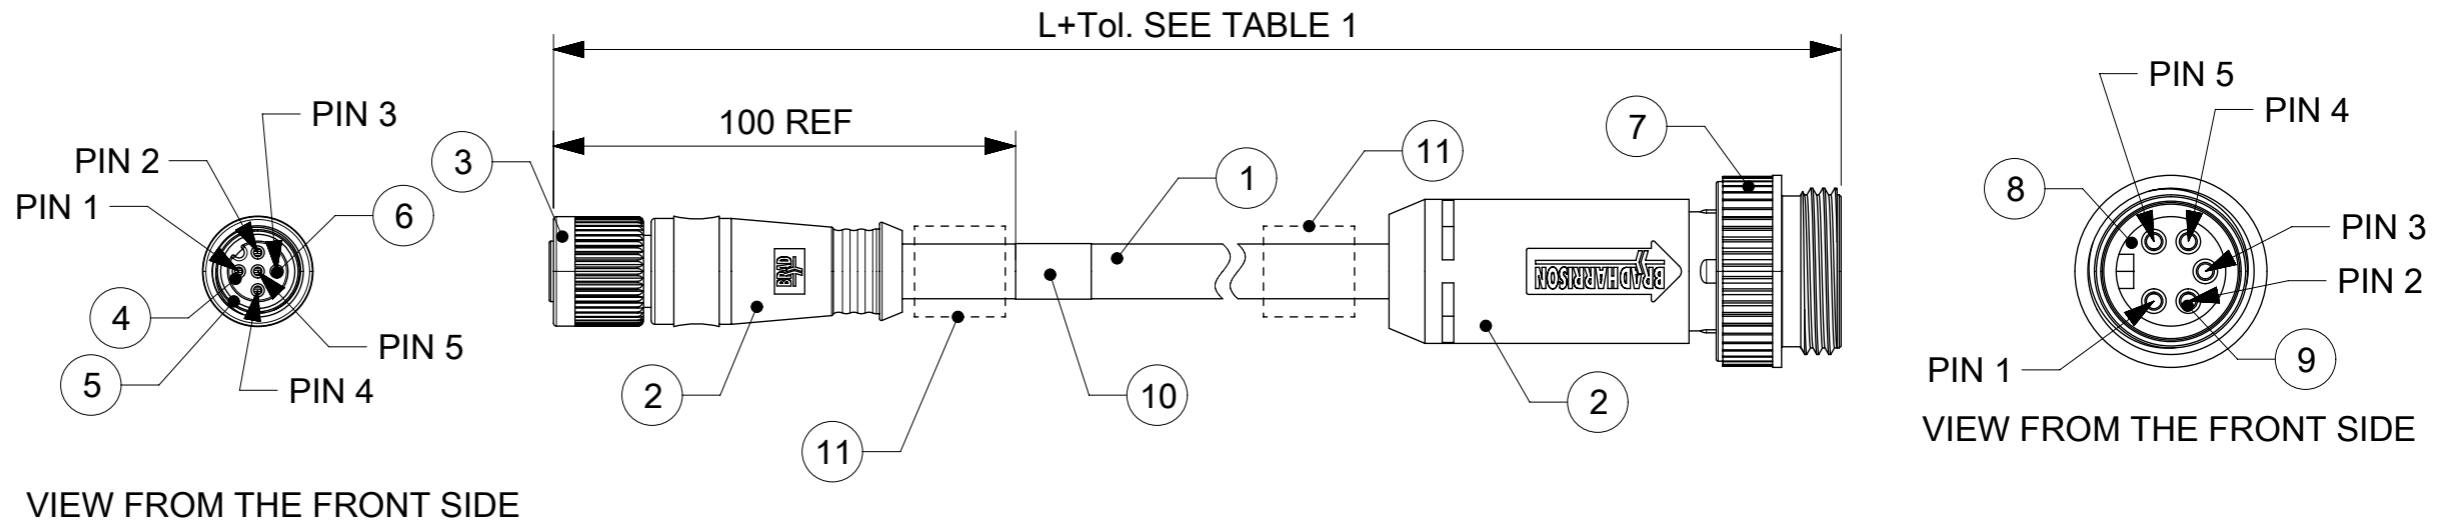 L+Tol. SEE TABLE 1
100 REF
PIN 3
PIN 2
PIN 1
3
6
4
5
PIN 5
PIN 4
VIEW FROM THE FRONT SIDE
BRAD
2
11
10
1
11
7
BRADHARRISON
2
PIN 5
PIN 4
8
PIN 3
PIN 2
PIN 1
9
VIEW FROM THE FRONT SIDE